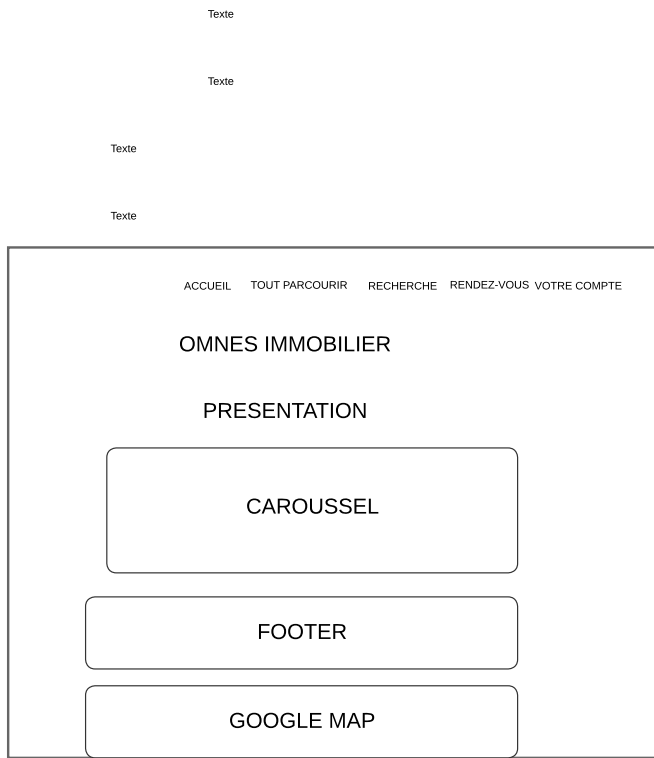 Texte
Texte
Texte
Texte
ACCUEIL TOUT PARCOURIR RECHERCHE RENDEZ-VOUS VOTRE COMPTE
OMNES IMMOBILIER
PRESENTATION
CAROUSSEL
FOOTER
GOOGLE MAP